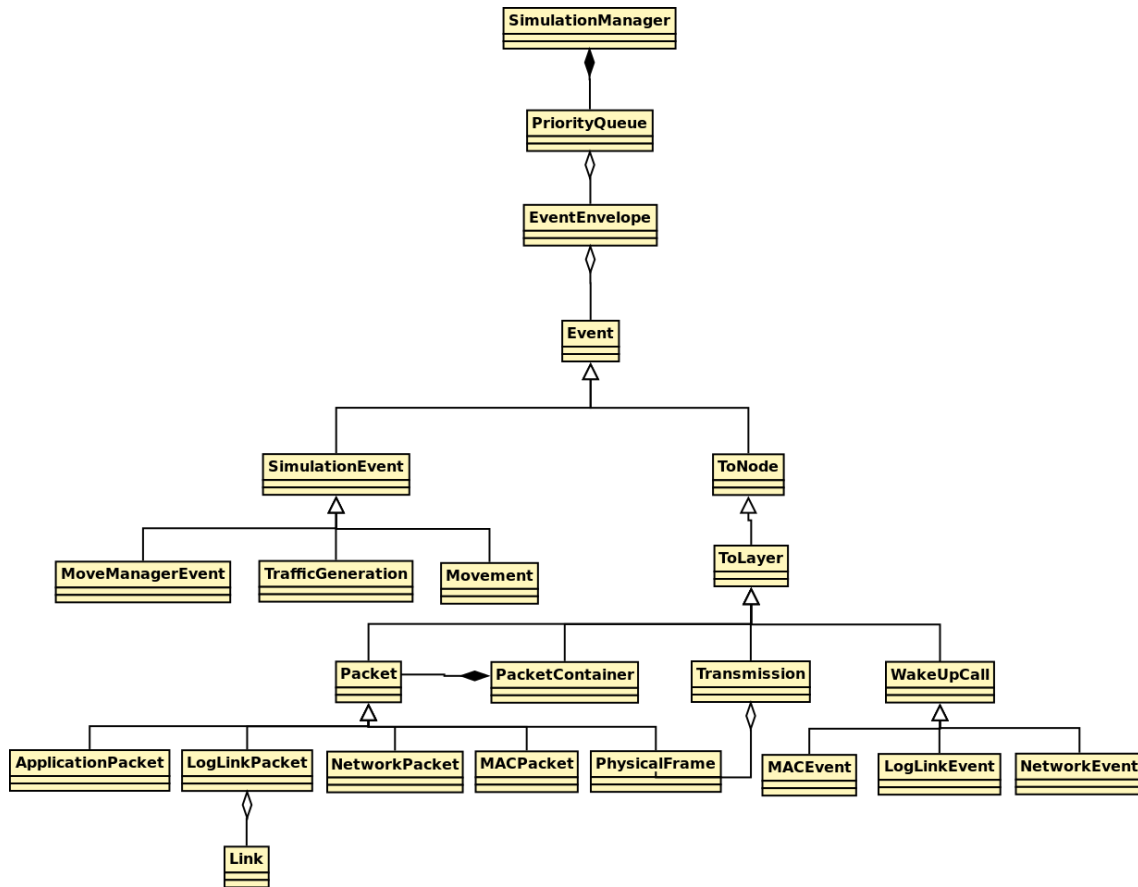 SimulationManager
PriorityQueue
EventEnvelope
Event
SimulationEvent
ToNode
MoveManagerEvent
TrafficGeneration
Movement
ToLayer
Packet
PacketContainer
Transmission
WakeUpCall
ApplicationPacket
LogLinkPacket
NetworkPacket
MACPacket
PhysicalFrame
MACEvent
LogLinkEvent
NetworkEvent
Link